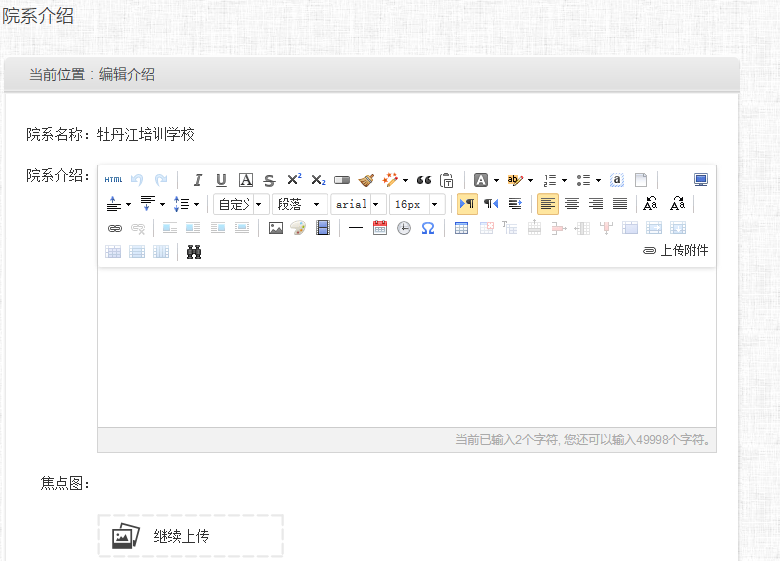 院系介绍
当前位置：编辑介绍
院系名称：牡丹江培训学校
院系介绍：
HTML I U A S X² X₂
自定义 段落 arial 16px
上传附件
当前已输入2个字符, 您还可以输入49998个字符。
焦点图：
继续上传